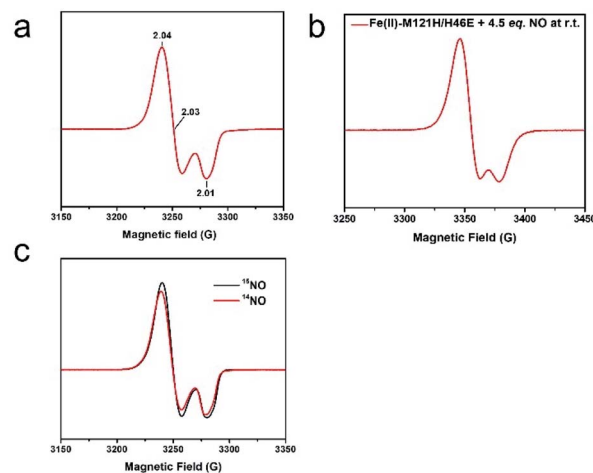 a
2.04
2.03
2.01
3150 3200 3250 3300 3350
Magnetic field (G)
b
Fe(II)-M121H/H46E + 4.5 eq. NO at r.t.
3250 3300 3350 3400 3450
Magnetic Field (G)
c
15NO
14NO
3150 3200 3250 3300 3350
Magnetic Field (G)